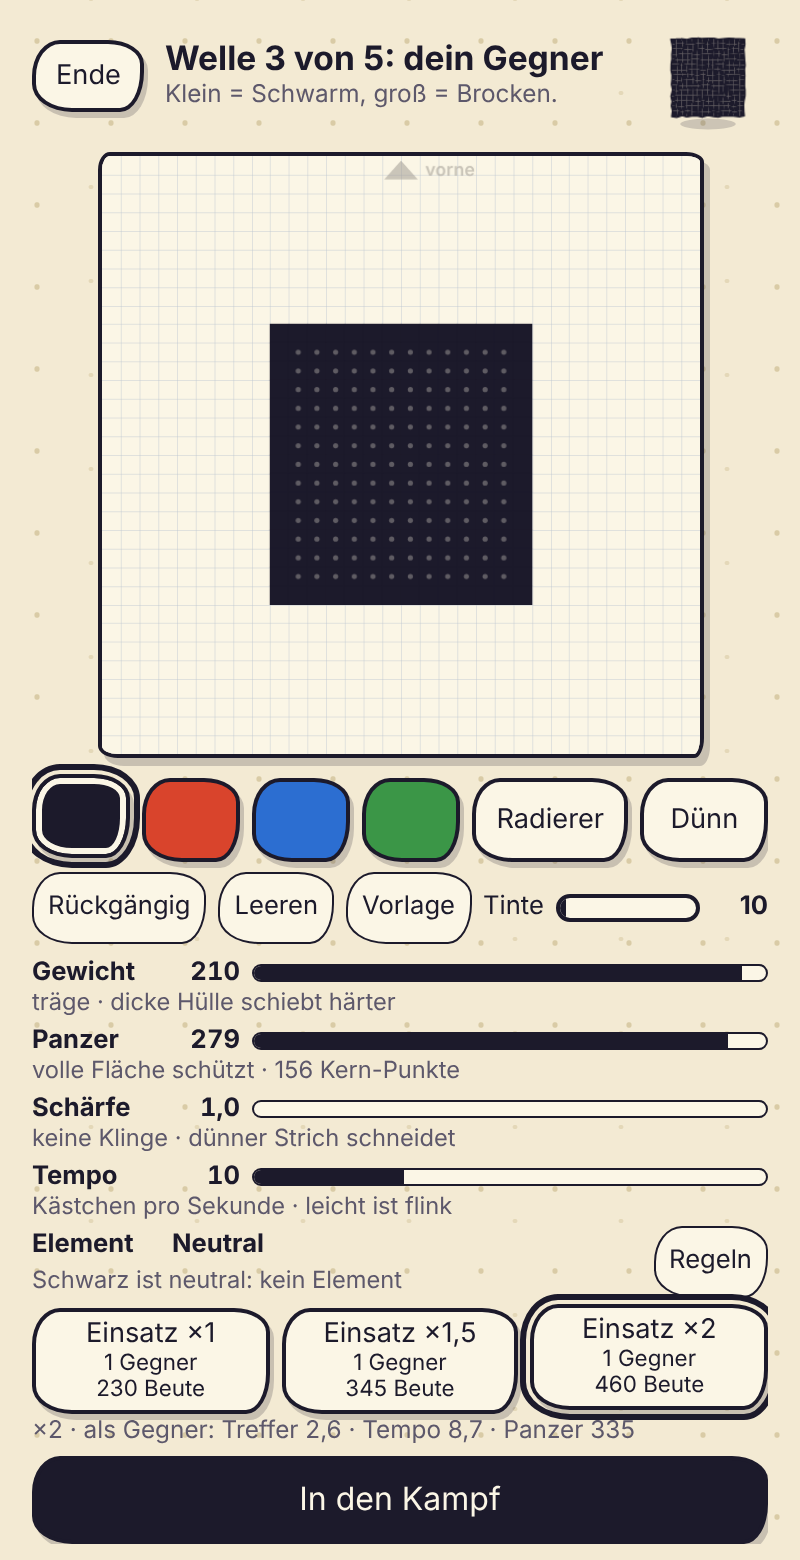 Ende
Welle 3 von 5: dein Gegner
Klein = Schwarm, groß = Brocken.
vorne
Radierer
Dünn
Rückgängig
Leeren
Vorlage
Tinte
10
Gewicht 210
träge · dicke Hülle schiebt härter
Panzer 279
volle Fläche schützt · 156 Kern-Punkte
Schärfe 1,0
keine Klinge · dünner Strich schneidet
Tempo 10
Kästchen pro Sekunde · leicht ist flink
Element Neutral
Schwarz ist neutral: kein Element
Regeln
Einsatz ×1
1 Gegner
230 Beute
Einsatz ×1,5
1 Gegner
345 Beute
Einsatz ×2
1 Gegner
460 Beute
×2 · als Gegner: Treffer 2,6 · Tempo 8,7 · Panzer 335
In den Kampf